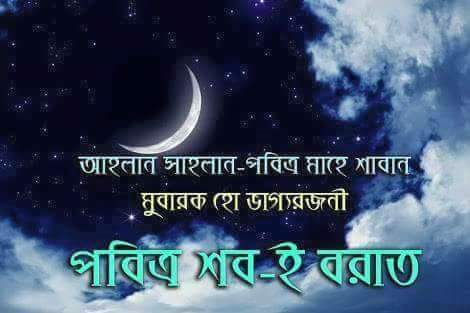 আহলান সাহলান-পবিত্র মাহে শাবান
মুবারক হো ভাগ্যরজনী
পবিত্র শব-ই বরাত